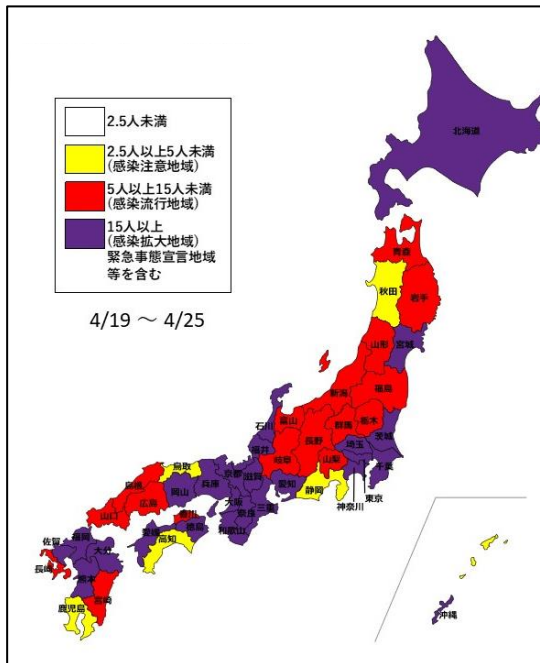 2.5人未満
2.5人以上5人未満
(感染注意地域)
5人以上15人未満
(感染流行地域)
15人以上
(感染拡大地域)
緊急事態宣言地域
等を含む
4/19 ～ 4/25
北海道
青森
秋田
岩手
山形
宮城
新潟
福島
石川
富山
群馬
栃木
福井
長野
埼玉
茨城
岐阜
山梨
千葉
鳥取
京都
滋賀
愛知
静岡
東京
神奈川
島根
岡山
兵庫
大阪
奈良
三重
広島
山口
香川
徳島
和歌山
愛媛
高知
福岡
佐賀
大分
長崎
熊本
宮崎
鹿児島
沖縄